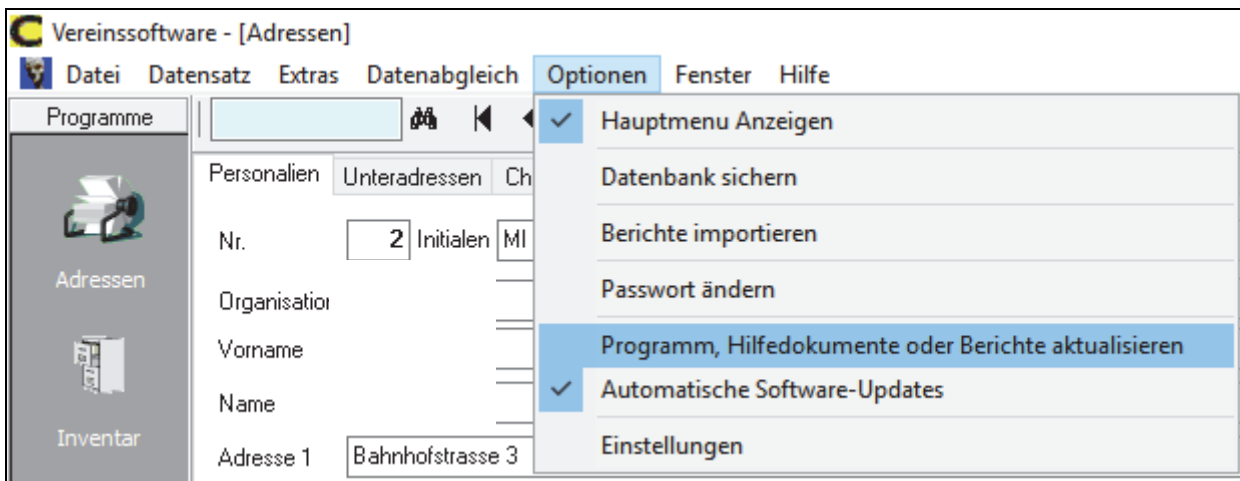 Vereinssoftware - [Adressen]
Datei Datensatz Extras Datenabgleich Optionen Fenster Hilfe
Programme
Hauptmenu Anzeigen
Personalien Unteradressen Ch
Datenbank sichern
Nr. 2 Initialen MI
Berichte importieren
Adressen
Passwort ändern
Organisation
Vorname
Programm, Hilfedokumente oder Berichte aktualisieren
Automatische Software-Updates
Name
Inventar
Einstellungen
Adresse 1 Bahnhofstrasse 3